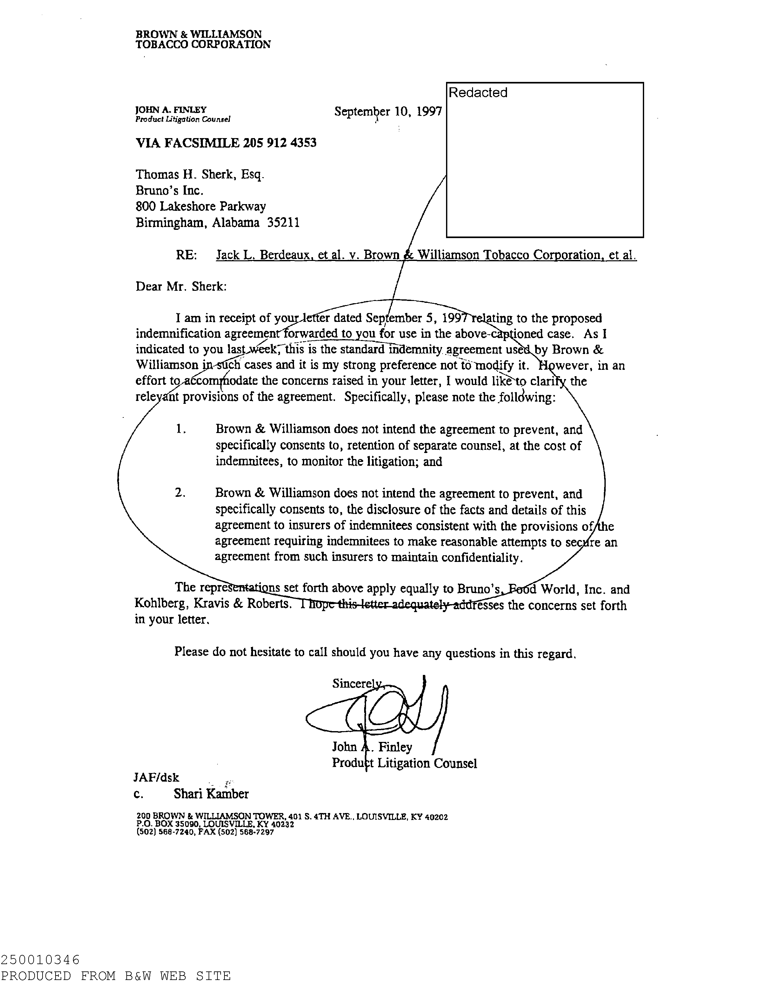 BROWN & WILLIAMSON
TOBACCO CORPORATION
Redacted
JOHN A. FINLEY
Product Litigation Counsel
September 10, 1997
VIA FACSIMILE 205 912 4353
Thomas H. Sherk, Esq.
Bruno's Inc.
800 Lakeshore Parkway
Birmingham, Alabama 35211
RE: Jack L. Berdeaux, et al. v. Brown & Williamson Tobacco Corporation, et al.
Dear Mr. Sherk:
I am in receipt of your letter dated September 5, 1997 relating to the proposed
indemnification agreement forwarded to you for use in the above-captioned case. As I
indicated to you last week, this is the standard indemnity agreement used by Brown &
Williamson in such cases and it is my strong preference not to modify it. However, in an
effort to accommodate the concerns raised in your letter, I would like to clarify the
relevant provisions of the agreement. Specifically, please note the following:
1. Brown & Williamson does not intend the agreement to prevent, and
specifically consents to, retention of separate counsel, at the cost of
indemnitees, to monitor the litigation; and
2. Brown & Williamson does not intend the agreement to prevent, and
specifically consents to, the disclosure of the facts and details of this
agreement to insurers of indemnitees consistent with the provisions of the
agreement requiring indemnitees to make reasonable attempts to secure an
agreement from such insurers to maintain confidentiality.
The representations set forth above apply equally to Bruno's, Food World, Inc. and
Kohlberg, Kravis & Roberts. I hope this letter adequately addresses the concerns set forth
in your letter.
Please do not hesitate to call should you have any questions in this regard.
Sincerely,
John A. Finley
Product Litigation Counsel
JAF/dsk
c. Shari Kamber
200 BROWN & WILLIAMSON TOWER, 401 S. 4TH AVE., LOUISVILLE, KY 40202
P.O. BOX 35090, LOUISVILLE, KY 40232
(502) 568-7240, FAX (502) 568-7297
250010346
PRODUCED FROM B&W WEB SITE